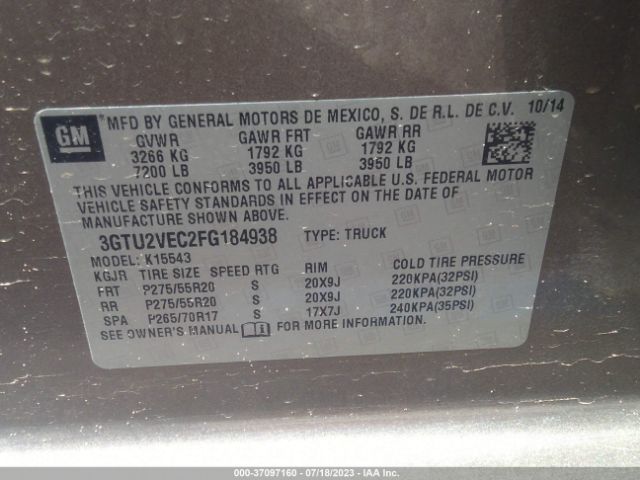 GM
MFD BY GENERAL MOTORS DE MEXICO, S. DE R.L. DE C.V. 10/14
GVWR GAWR FRT GAWR RR
3266 KG 1792 KG 1792 KG
7200 LB 3950 LB 3950 LB
THIS VEHICLE CONFORMS TO ALL APPLICABLE U.S. FEDERAL MOTOR
VEHICLE SAFETY STANDARDS IN EFFECT ON THE DATE OF
MANUFACTURE SHOWN ABOVE.
3GTU2VEC2FG184938 TYPE: TRUCK
MODEL: K15543
KGJR TIRE SIZE SPEED RTG RIM COLD TIRE PRESSURE
FRT P275/55R20 S 20X9J 220KPA(32PSI)
RR P275/55R20 S 20X9J 220KPA(32PSI)
SPA P265/70R17 S 17X7J 240KPA(35PSI)
SEE OWNER'S MANUAL FOR MORE INFORMATION.
000-37097160 - 07/18/2023 - IAAI.com